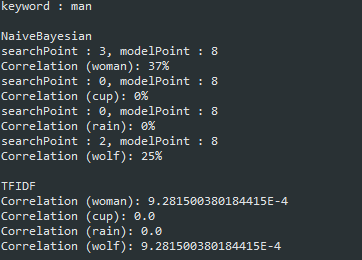 keyword : man
NaiveBayesian
searchPoint : 3, modelPoint : 8
Correlation (woman): 37%
searchPoint : 0, modelPoint : 8
Correlation (cup): 0%
searchPoint : 0, modelPoint : 8
Correlation (rain): 0%
searchPoint : 2, modelPoint : 8
Correlation (wolf): 25%
TFIDF
Correlation (woman): 9.281500380184415E-4
Correlation (cup): 0.0
Correlation (rain): 0.0
Correlation (wolf): 9.281500380184415E-4